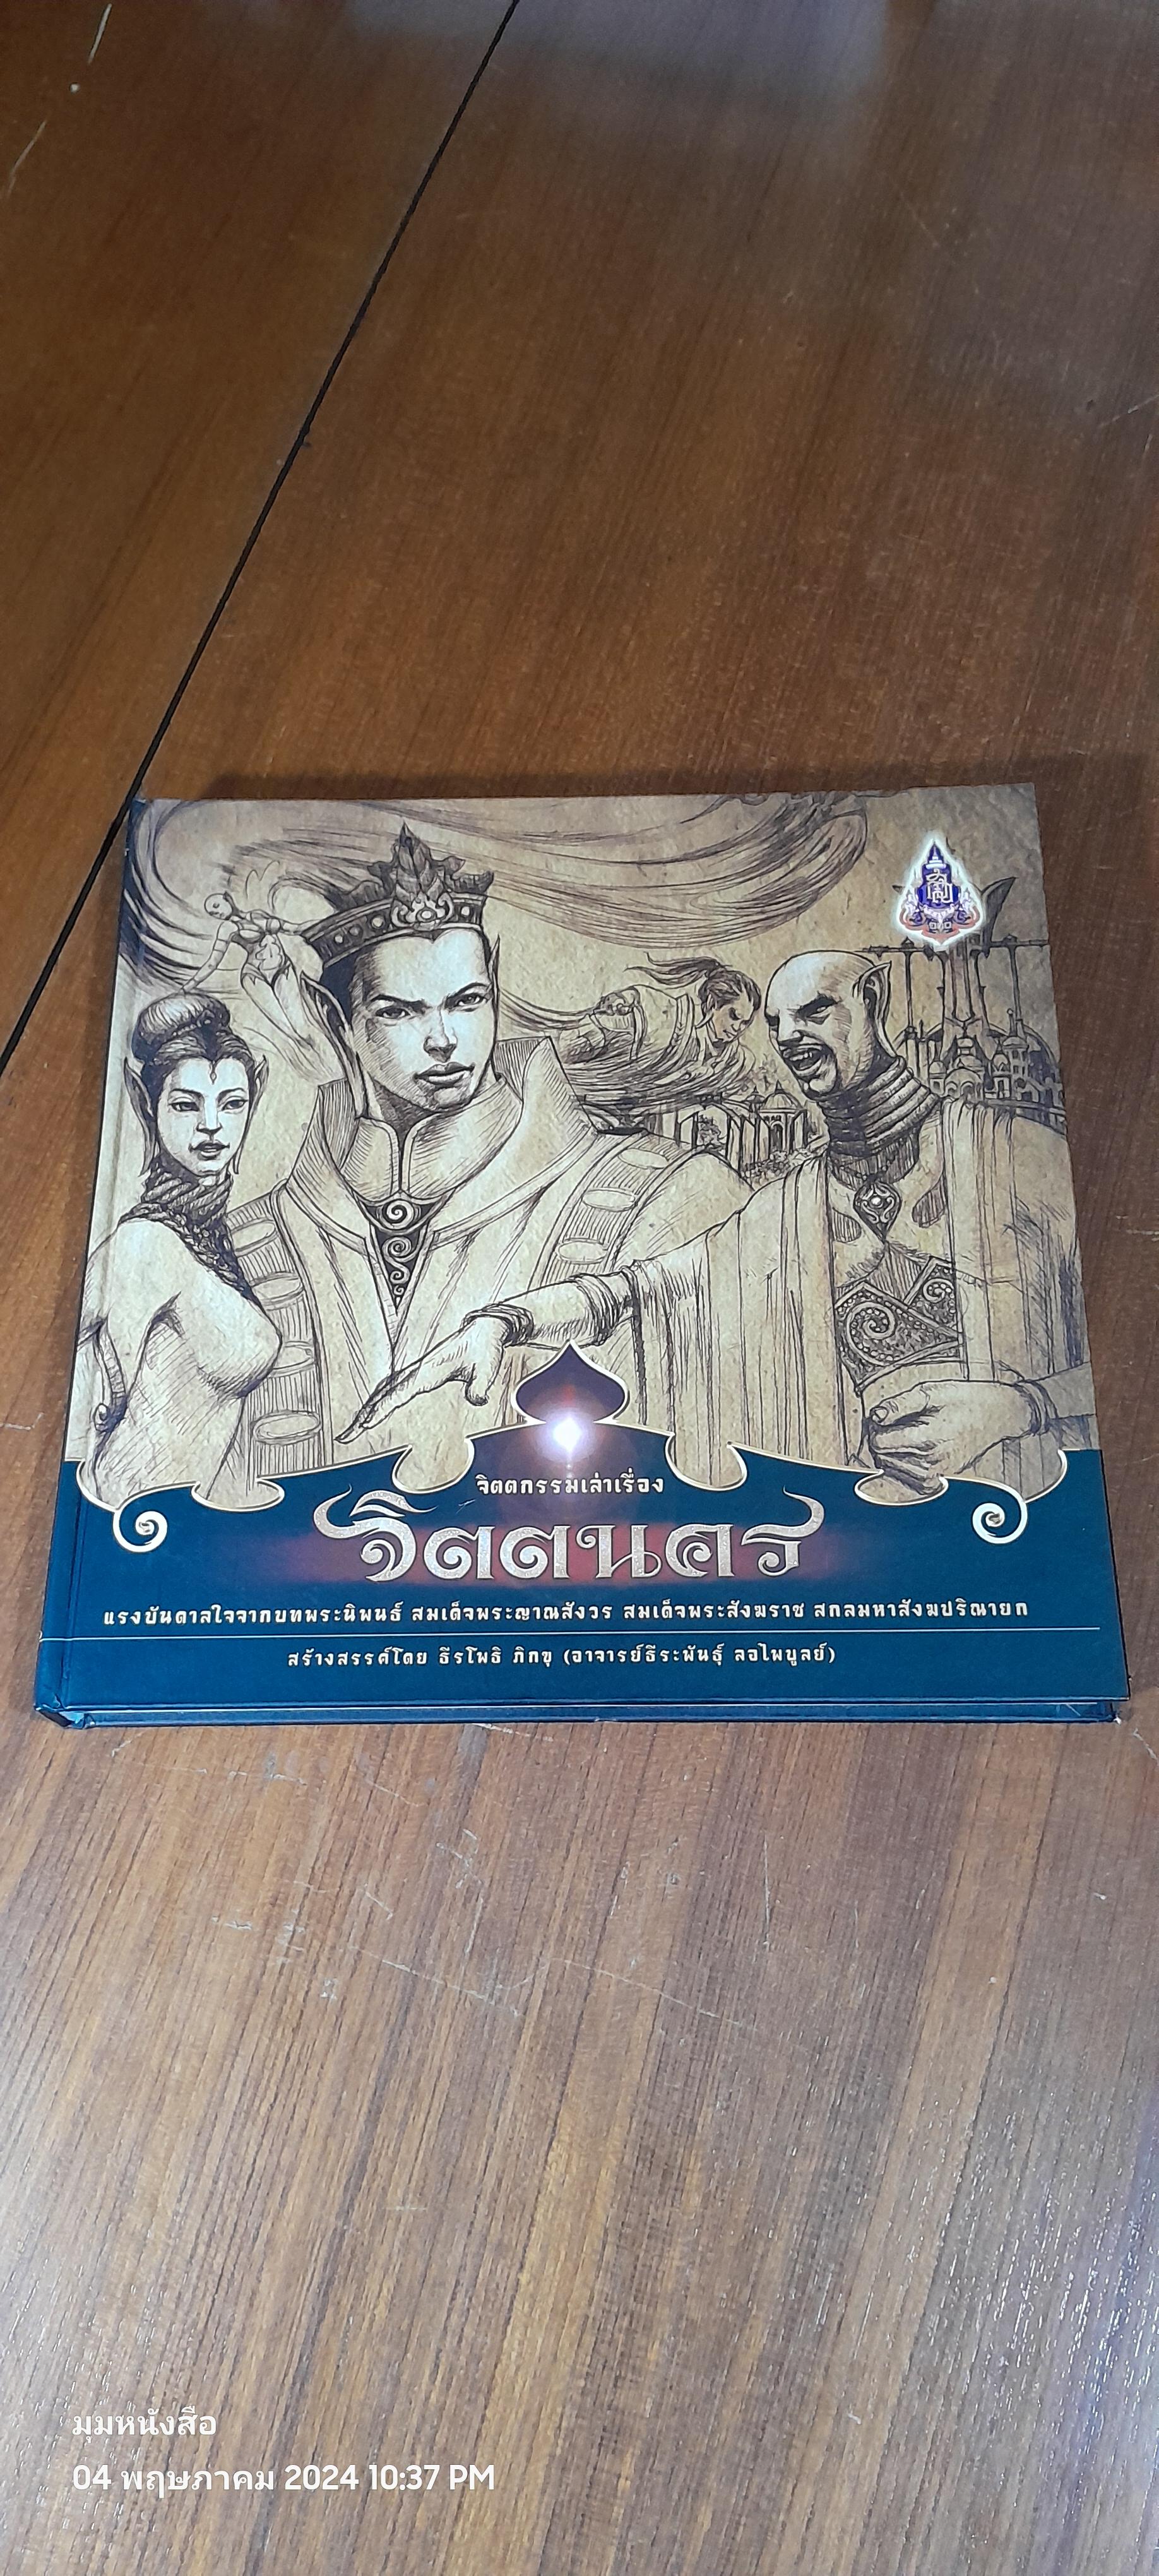 จิตตกรรมเล่าเรื่อง
จิตตนคร
แรงบันดาลใจจากบทพระนิพนธ์ สมเด็จพระญาณสังวร สมเด็จพระสังฆราช สกลมหาสังฆปริณายก
สร้างสรรค์โดย ธีรโพธิ ภิกขุ (อาจารย์ธีระพันธุ์ ลอไพบูลย์)
มุมหนังสือ
04 พฤษภาคม 2024 10:37 PM